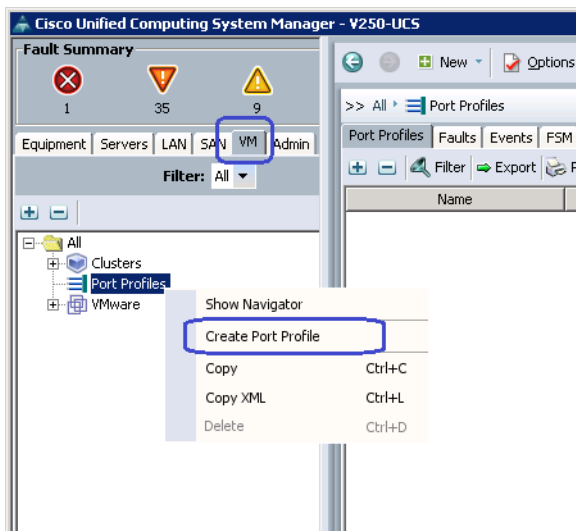 Cisco Unified Computing System Manager - V250-UCS
Fault Summary
1 35 9
Equipment Servers LAN SAN VM Admin
Filter: All
All
Clusters
Port Profiles
VMware
New Options
>> All Port Profiles
Port Profiles Faults Events FSM
Filter Export
Name
Show Navigator
Create Port Profile
Copy Ctrl+C
Copy XML Ctrl+L
Delete Ctrl+D